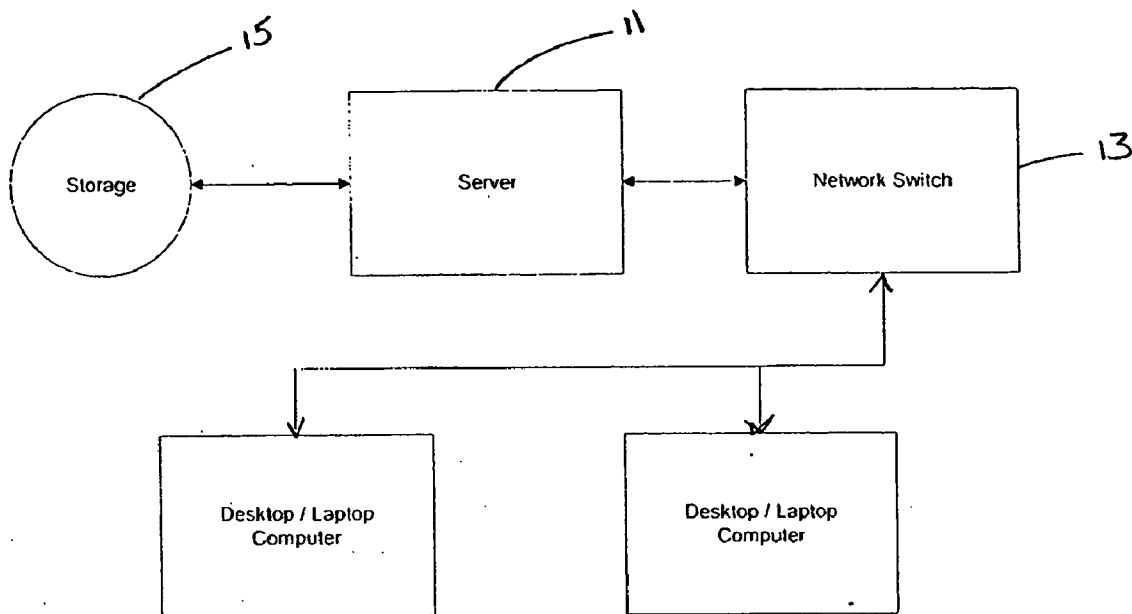 15
11
13
Storage
Server
Network Switch
Desktop / Laptop
Computer
Desktop / Laptop
Computer